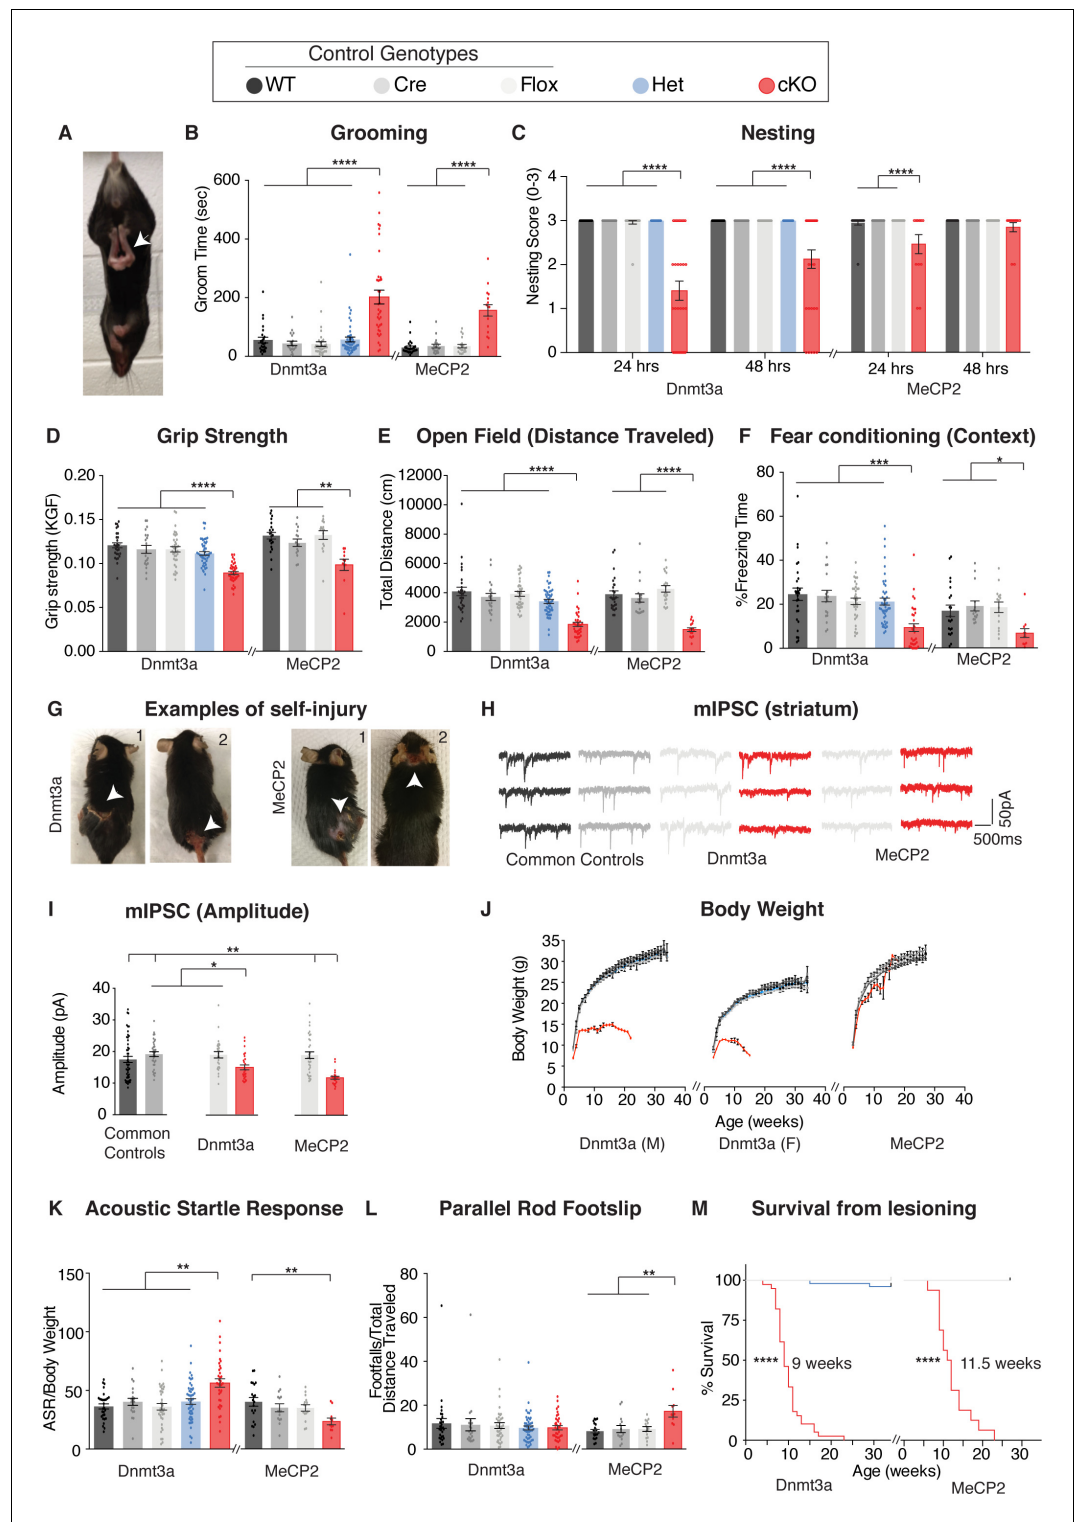 Control Genotypes
WT Cre Flox Het cKO
A B Grooming C Nesting
Groom Time (sec)
600
400
200
0
**** ****
Dnmt3a MeCP2
Nesting Score (0-3)
4
3
2
1
0
**** **** ****
24 hrs 48 hrs 24 hrs 48 hrs
Dnmt3a MeCP2
D Grip Strength E Open Field (Distance Traveled) F Fear conditioning (Context)
Grip strength (KGF)
0.20
0.15
0.10
0.05
0.00
**** **
Dnmt3a MeCP2
Total Distance (cm)
12000
10000
8000
6000
4000
2000
0
**** ****
Dnmt3a MeCP2
%Freezing Time
80
60
40
20
0
*** *
Dnmt3a MeCP2
G Examples of self-injury H mIPSC (striatum)
Dnmt3a
1 2
MeCP2
1 2
50pA
500ms
Common Controls Dnmt3a MeCP2
I mIPSC (Amplitude) J Body Weight
Amplitude (pA)
40
30
20
10
0
**
*
Common
Controls
Dnmt3a MeCP2
Body Weight (g)
35
30
25
20
15
10
5
0
0 10 20 30 40 0 10 20 30 40 0 10 20 30 40
Age (weeks)
Dnmt3a (M) Dnmt3a (F) MeCP2
K Acoustic Startle Response L Parallel Rod Footslip M Survival from lesioning
ASR/Body Weight
150
100
50
0
** **
Dnmt3a MeCP2
Footfalls/Total
Distance Traveled
80
60
40
20
0
**
Dnmt3a MeCP2
% Survival
100
75
50
25
0
**** 9 weeks **** 11.5 weeks
0 10 20 30 0 10 20 30
Age (weeks)
Dnmt3a MeCP2